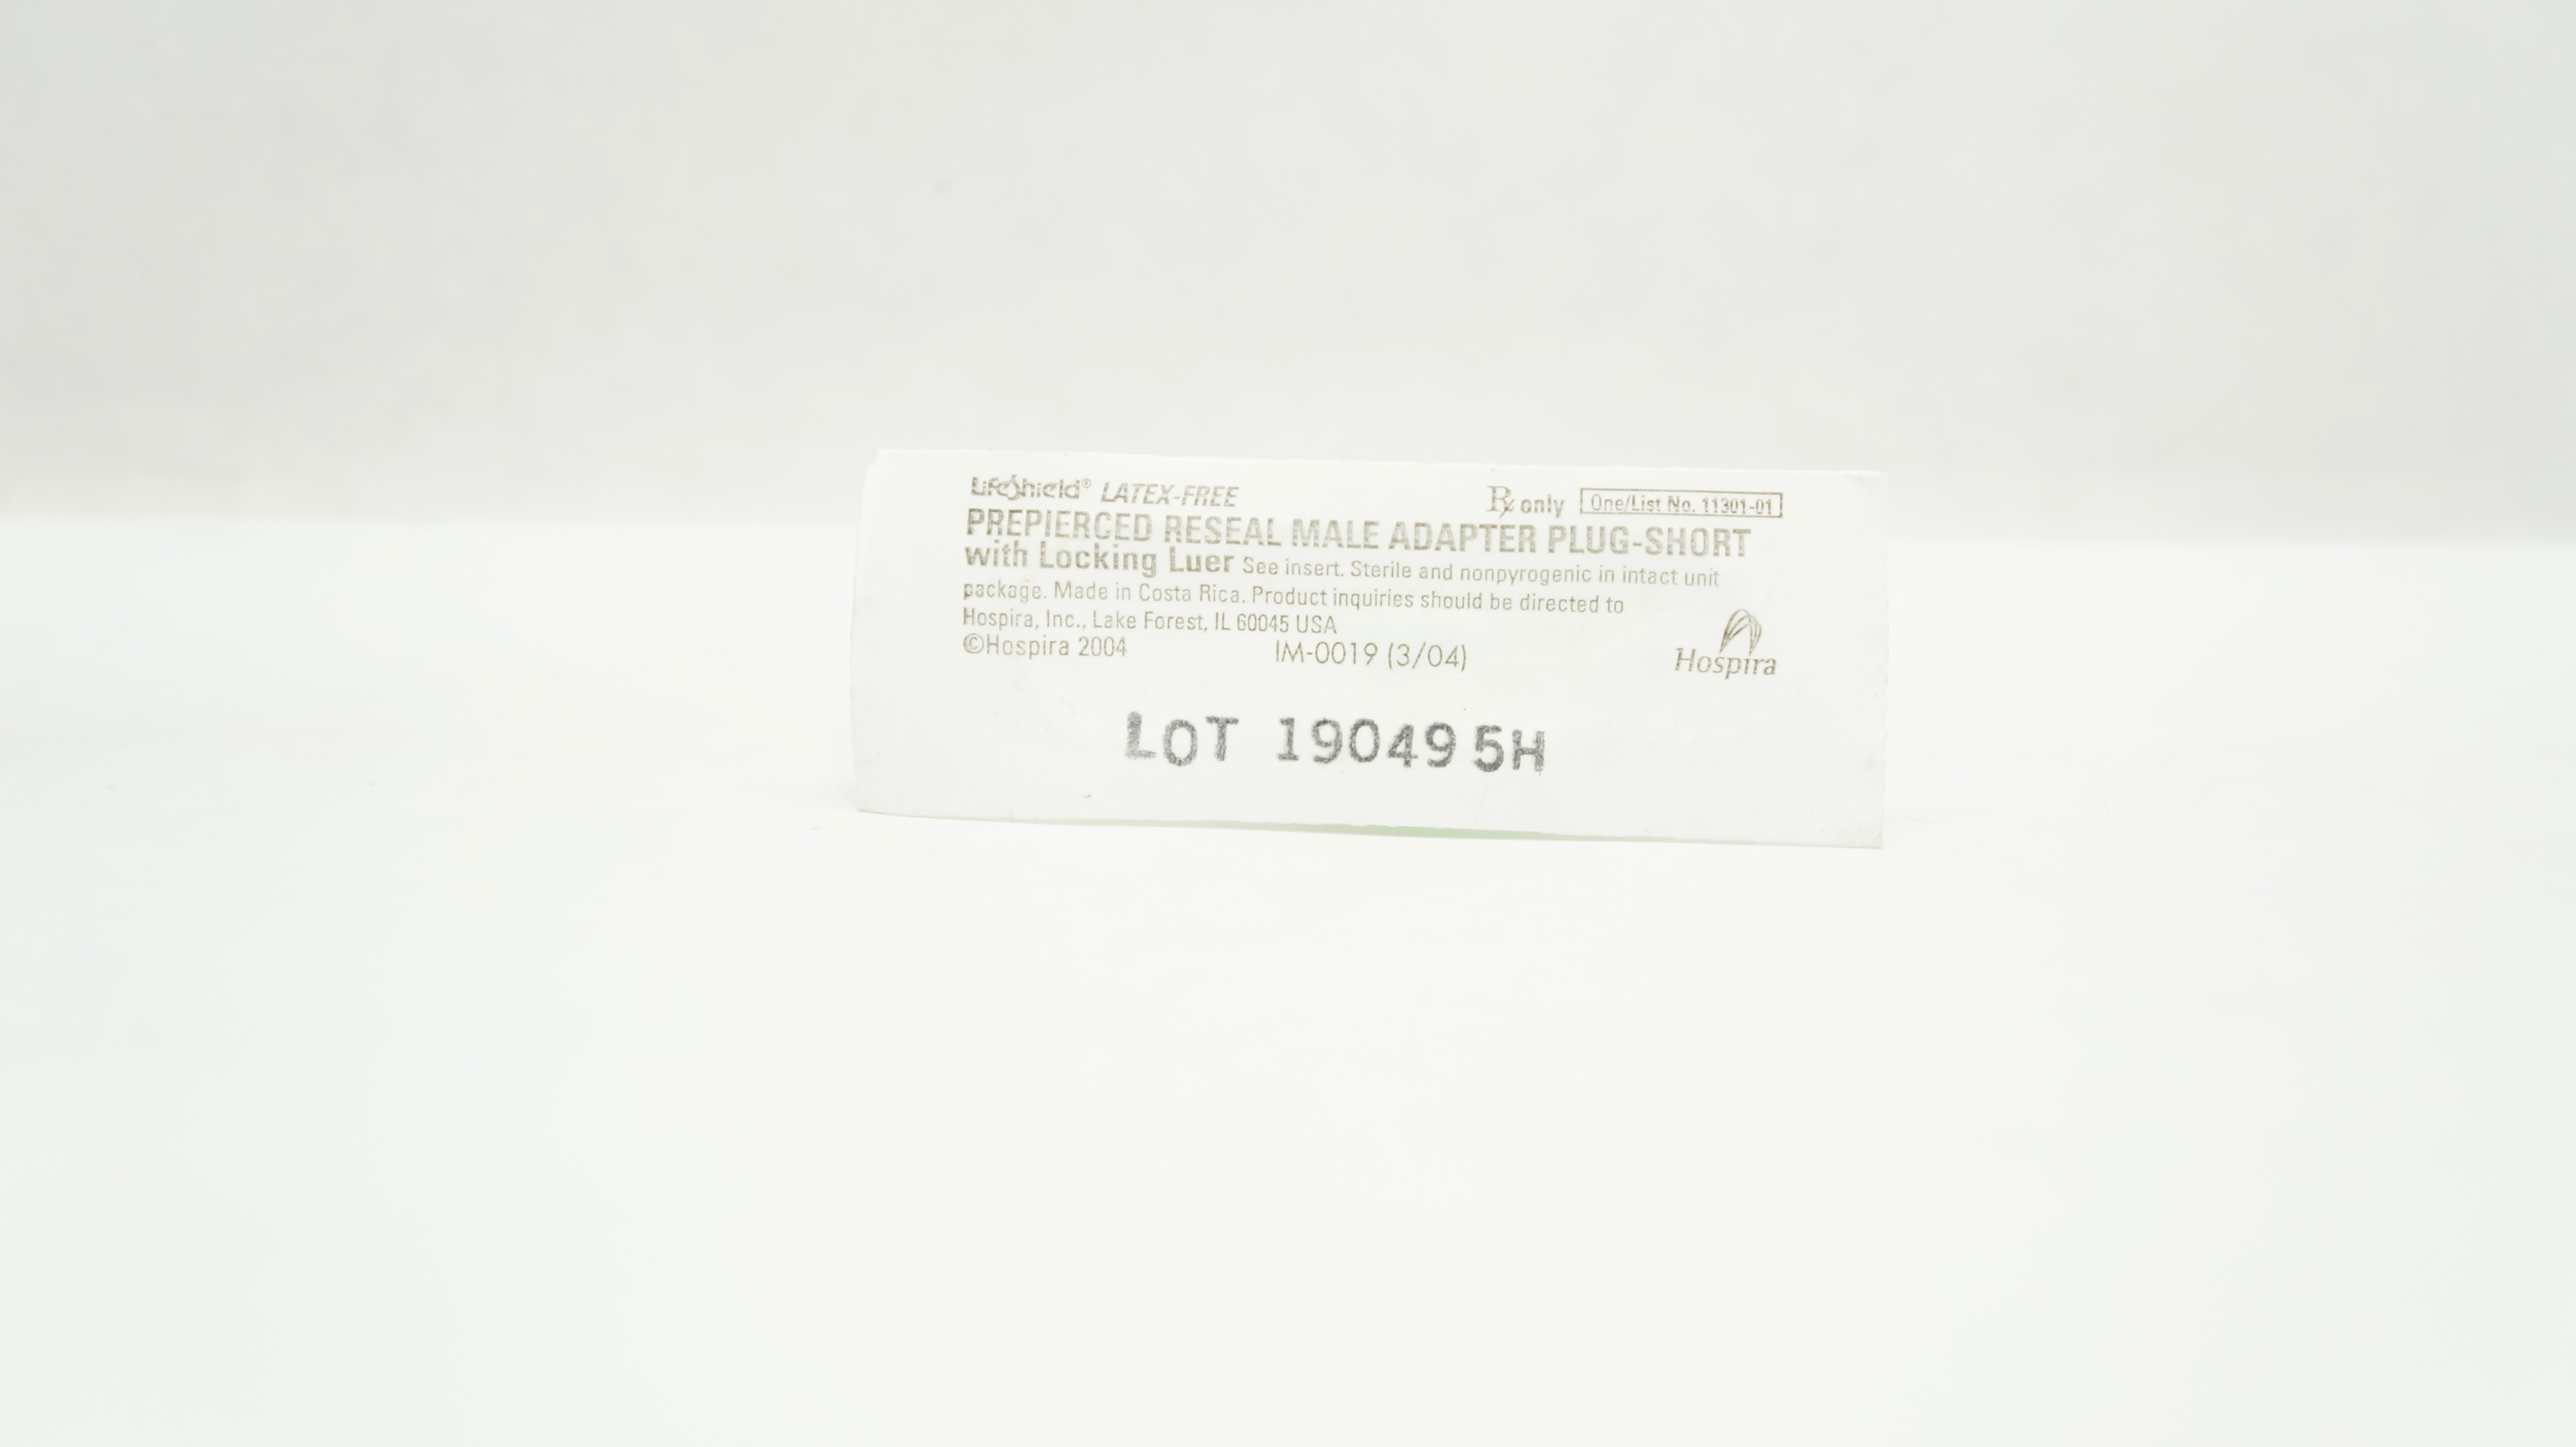 LifeShield® LATEX-FREE
℞ only One/List No. 11301-01
PREPIERCED RESEAL MALE ADAPTER PLUG-SHORT
with Locking Luer See insert. Sterile and nonpyrogenic in intact unit
package. Made in Costa Rica. Product inquiries should be directed to
Hospira, Inc., Lake Forest, IL 60045 USA
©Hospira 2004 IM-0019 (3/04)
Hospira
LOT 19049 5H